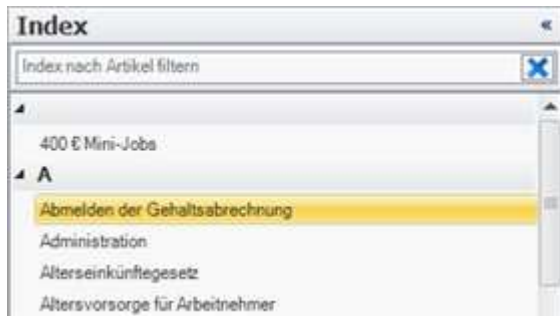 Index
Index nach Artikel filtern
400 € Mini-Jobs
A
Abmelden der Gehaltsabrechnung
Administration
Alterseinkünftegesetz
Altersvorsorge für Arbeitnehmer